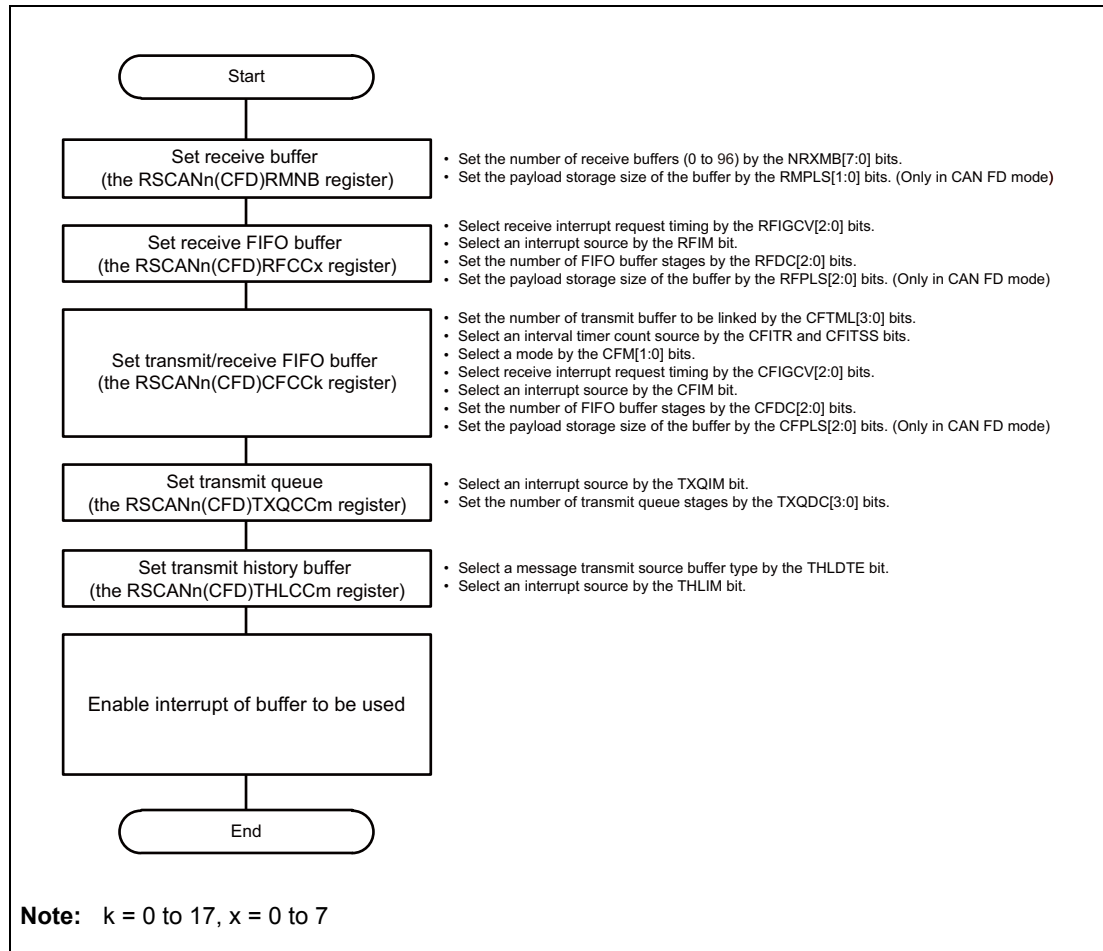 Start
Set receive buffer
(the RSCANn(CFD)RMNB register)
• Set the number of receive buffers (0 to 96) by the NRXMB[7:0] bits.
• Set the payload storage size of the buffer by the RMPLS[1:0] bits. (Only in CAN FD mode)
Set receive FIFO buffer
(the RSCANn(CFD)RFCCx register)
• Select receive interrupt request timing by the RFIGCV[2:0] bits.
• Select an interrupt source by the RFIM bit.
• Set the number of FIFO buffer stages by the RFDC[2:0] bits.
• Set the payload storage size of the buffer by the RFPLS[2:0] bits. (Only in CAN FD mode)
Set transmit/receive FIFO buffer
(the RSCANn(CFD)CFCCk register)
• Set the number of transmit buffer to be linked by the CFTML[3:0] bits.
• Select an interval timer count source by the CFITR and CFITSS bits.
• Select a mode by the CFM[1:0] bits.
• Select receive interrupt request timing by the CFIGCV[2:0] bits.
• Select an interrupt source by the CFIM bit.
• Set the number of FIFO buffer stages by the CFDC[2:0] bits.
• Set the payload storage size of the buffer by the CFPLS[2:0] bits. (Only in CAN FD mode)
Set transmit queue
(the RSCANn(CFD)TXQCCm register)
• Select an interrupt source by the TXQIM bit.
• Set the number of transmit queue stages by the TXQDC[3:0] bits.
Set transmit history buffer
(the RSCANn(CFD)THLCCm register)
• Select a message transmit source buffer type by the THLDTE bit.
• Select an interrupt source by the THLIM bit.
Enable interrupt of buffer to be used
End
Note: k = 0 to 17, x = 0 to 7